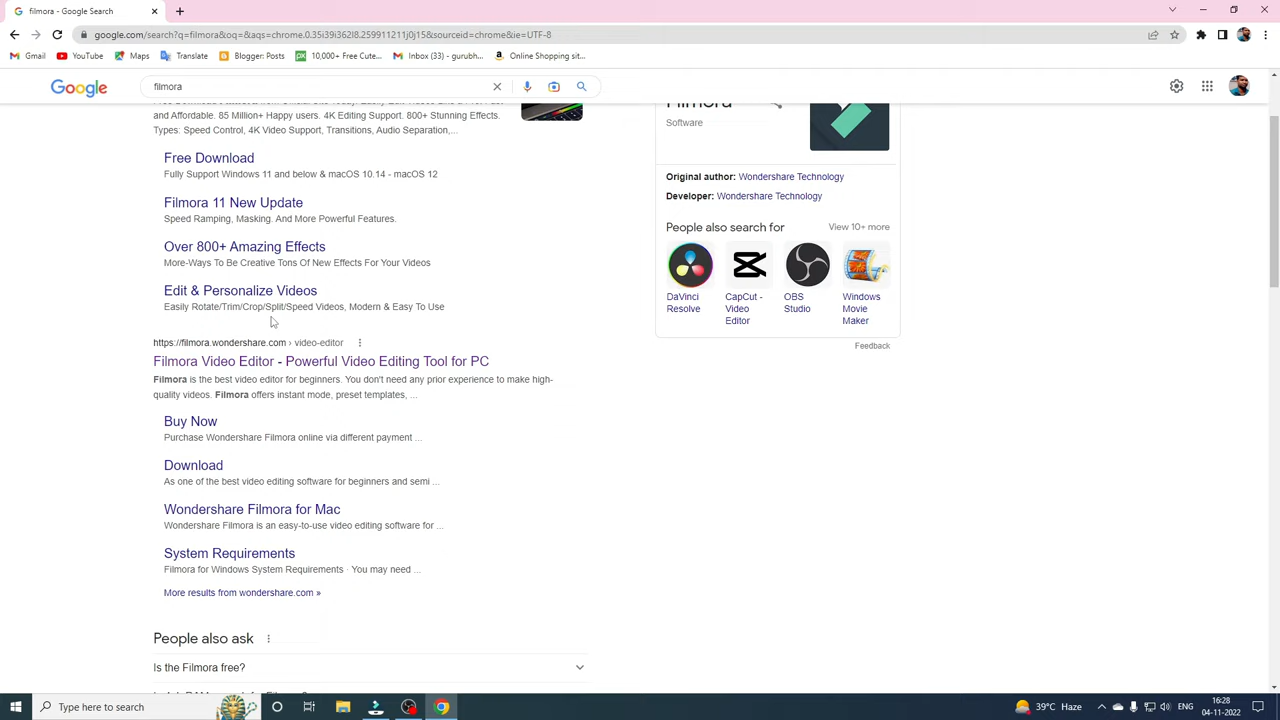 filmora - Google Search
google.com/search?q=filmora&oq=&aqs=chrome.0.35i39i362l8.259911211j0j15&sourceid=chrome&ie=UTF-8
Gmail
YouTube
Maps
Translate
Blogger: Posts
10,000+ Free Cute...
Inbox (33) - gurubh...
Online Shopping sit...
Google
filmora
and Affordable. 85 Million+ Happy users. 4K Editing Support. 800+ Stunning Effects.
Types: Speed Control, 4K Video Support, Transitions, Audio Separation,...
Free Download
Fully Support Windows 11 and below & macOS 10.14 - macOS 12
Filmora 11 New Update
Speed Ramping, Masking. And More Powerful Features.
Over 800+ Amazing Effects
More-Ways To Be Creative Tons Of New Effects For Your Videos
Edit & Personalize Videos
Easily Rotate/Trim/Crop/Split/Speed Videos, Modern & Easy To Use
https://filmora.wondershare.com › video-editor
Filmora Video Editor - Powerful Video Editing Tool for PC
Filmora is the best video editor for beginners. You don't need any prior experience to make high-
quality videos. Filmora offers instant mode, preset templates, ...
Buy Now
Purchase Wondershare Filmora online via different payment ...
Download
As one of the best video editing software for beginners and semi ...
Wondershare Filmora for Mac
Wondershare Filmora is an easy-to-use video editing software for ...
System Requirements
Filmora for Windows System Requirements · You may need ...
More results from wondershare.com »
People also ask
Is the Filmora free?
Filmora
Software
Original author: Wondershare Technology
Developer: Wondershare Technology
People also search for
View 10+ more
DaVinci
Resolve
CapCut -
Video
Editor
OBS
Studio
Windows
Movie
Maker
Feedback
Type here to search
39°C Haze
ENG
16:28
04-11-2022